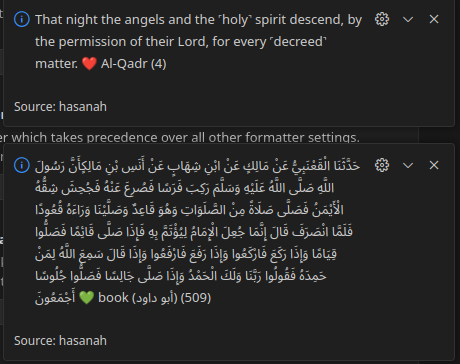 That night the angels and the ˹holy˺ spirit descend, by
the permission of their Lord, for every ˹decreed˺
matter. ❤️ Al-Qadr (4)
Source: hasanah
er which takes precedence over all other formatter settings.
حَدَّثَنَا الْقَعْنَبِيُّ عَنْ مَالِكٍ عَنْ ابْنِ شِهَابٍ عَنْ أَنَسِ بْنِ مَالِكٍأَنَّ رَسُولَ
اللَّهِ صَلَّى اللَّهُ عَلَيْهِ وَسَلَّمَ رَكِبَ فَرَسًا فَصُرِعَ عَنْهُ فَجُحِشَ شِقُّهُ
الْأَيْمَنُ فَصَلَّى صَلَاةً مِنْ الصَّلَوَاتِ وَهُوَ قَاعِدٌ وَصَلَّيْنَا وَرَاءَهُ قُعُودًا
فَلَمَّا انْصَرَفَ قَالَ إِنَّمَا جُعِلَ الْإِمَامُ لِيُؤْتَمَّ بِهِ فَإِذَا صَلَّى قَائِمًا فَصَلُّوا
قِيَامًا وَإِذَا رَكَعَ فَارْكَعُوا وَإِذَا رَفَعَ فَارْفَعُوا وَإِذَا قَالَ سَمِعَ اللَّهُ لِمَنْ
حَمِدَهُ فَقُولُوا رَبَّنَا وَلَكَ الْحَمْدُ وَإِذَا صَلَّى جَالِسًا فَصَلُّوا جُلُوسًا
أَجْمَعُونَ 💚 book (أبو داود) (509)
Source: hasanah